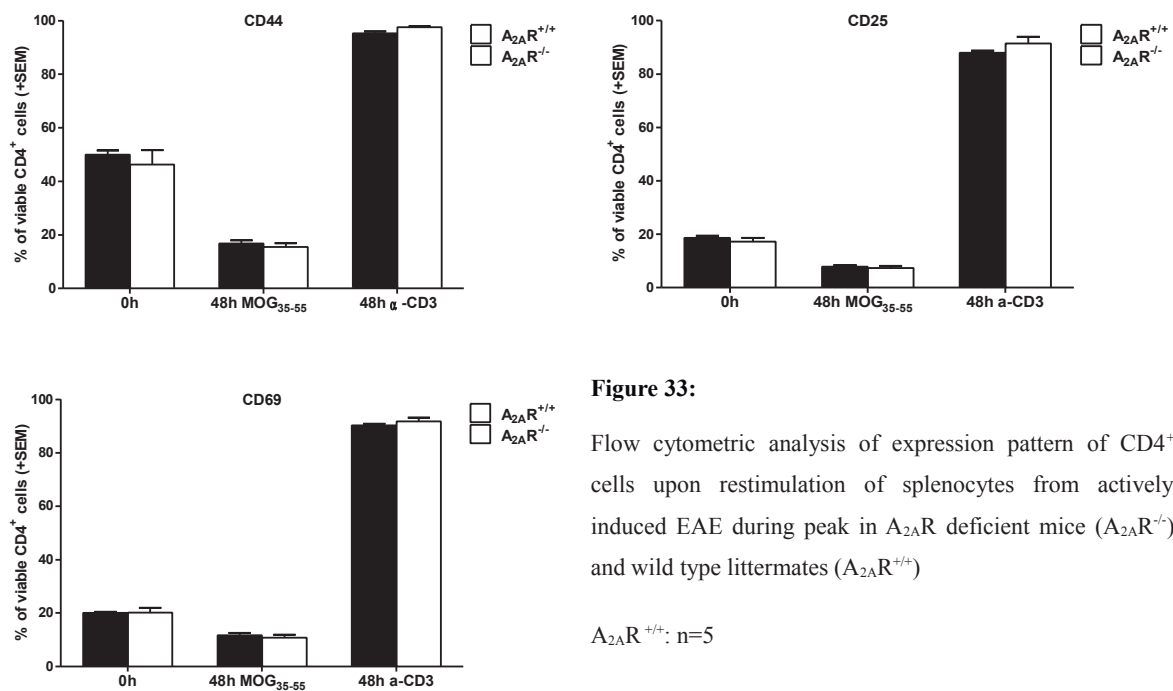 CD44
% of viable CD4⁺ cells (+SEM)
100
80
60
40
20
0
0h
48h MOG₃₅₋₅₅
48h α -CD3
A₂ₐR⁺/⁺
A₂ₐR⁻/⁻
CD25
% of viable CD4⁺ cells (+SEM)
100
80
60
40
20
0
0h
48h MOG₃₅₋₅₅
48h a-CD3
A₂ₐR⁺/⁺
A₂ₐR⁻/⁻
CD69
% of viable CD4⁺ cells (+SEM)
100
80
60
40
20
0
0h
48h MOG₃₅₋₅₅
48h a-CD3
A₂ₐR⁺/⁺
A₂ₐR⁻/⁻
Figure 33:
Flow cytometric analysis of expression pattern of CD4⁺
cells upon restimulation of splenocytes from actively
induced EAE during peak in A₂ₐR deficient mice (A₂ₐR⁻/⁻)
and wild type littermates (A₂ₐR⁺/⁺)
A₂ₐR ⁺/⁺: n=5